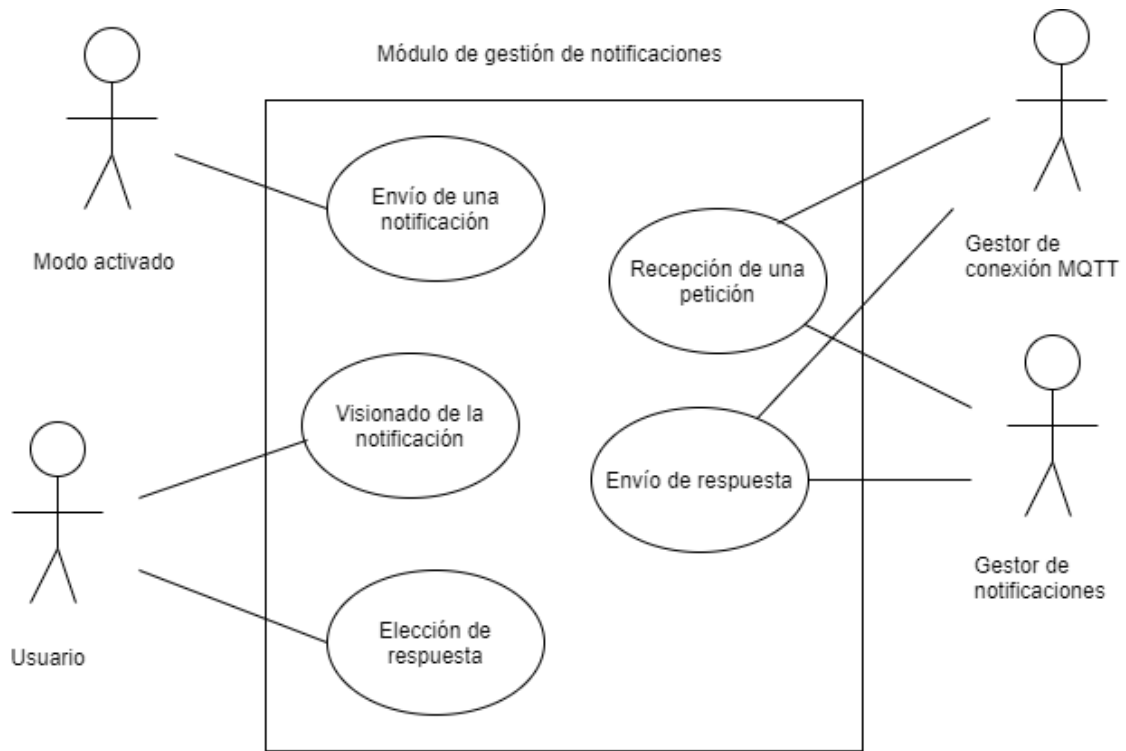 Módulo de gestión de notificaciones
Envío de una
notificación
Modo activado
Recepción de una
petición
Gestor de
conexión MQTT
Visionado de la
notificación
Envío de respuesta
Gestor de
notificaciones
Elección de
respuesta
Usuario